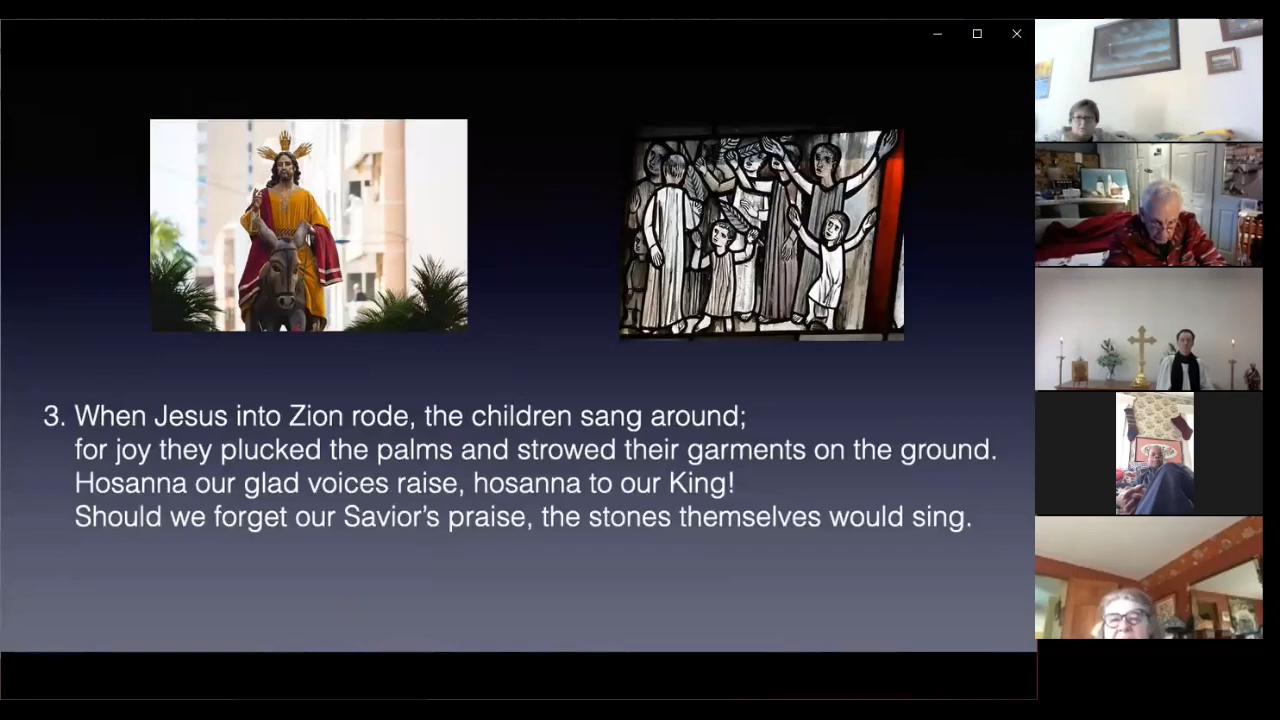 3. When Jesus into Zion rode, the children sang around;
for joy they plucked the palms and strowed their garments on the ground.
Hosanna our glad voices raise, hosanna to our King!
Should we forget our Savior's praise, the stones themselves would sing.